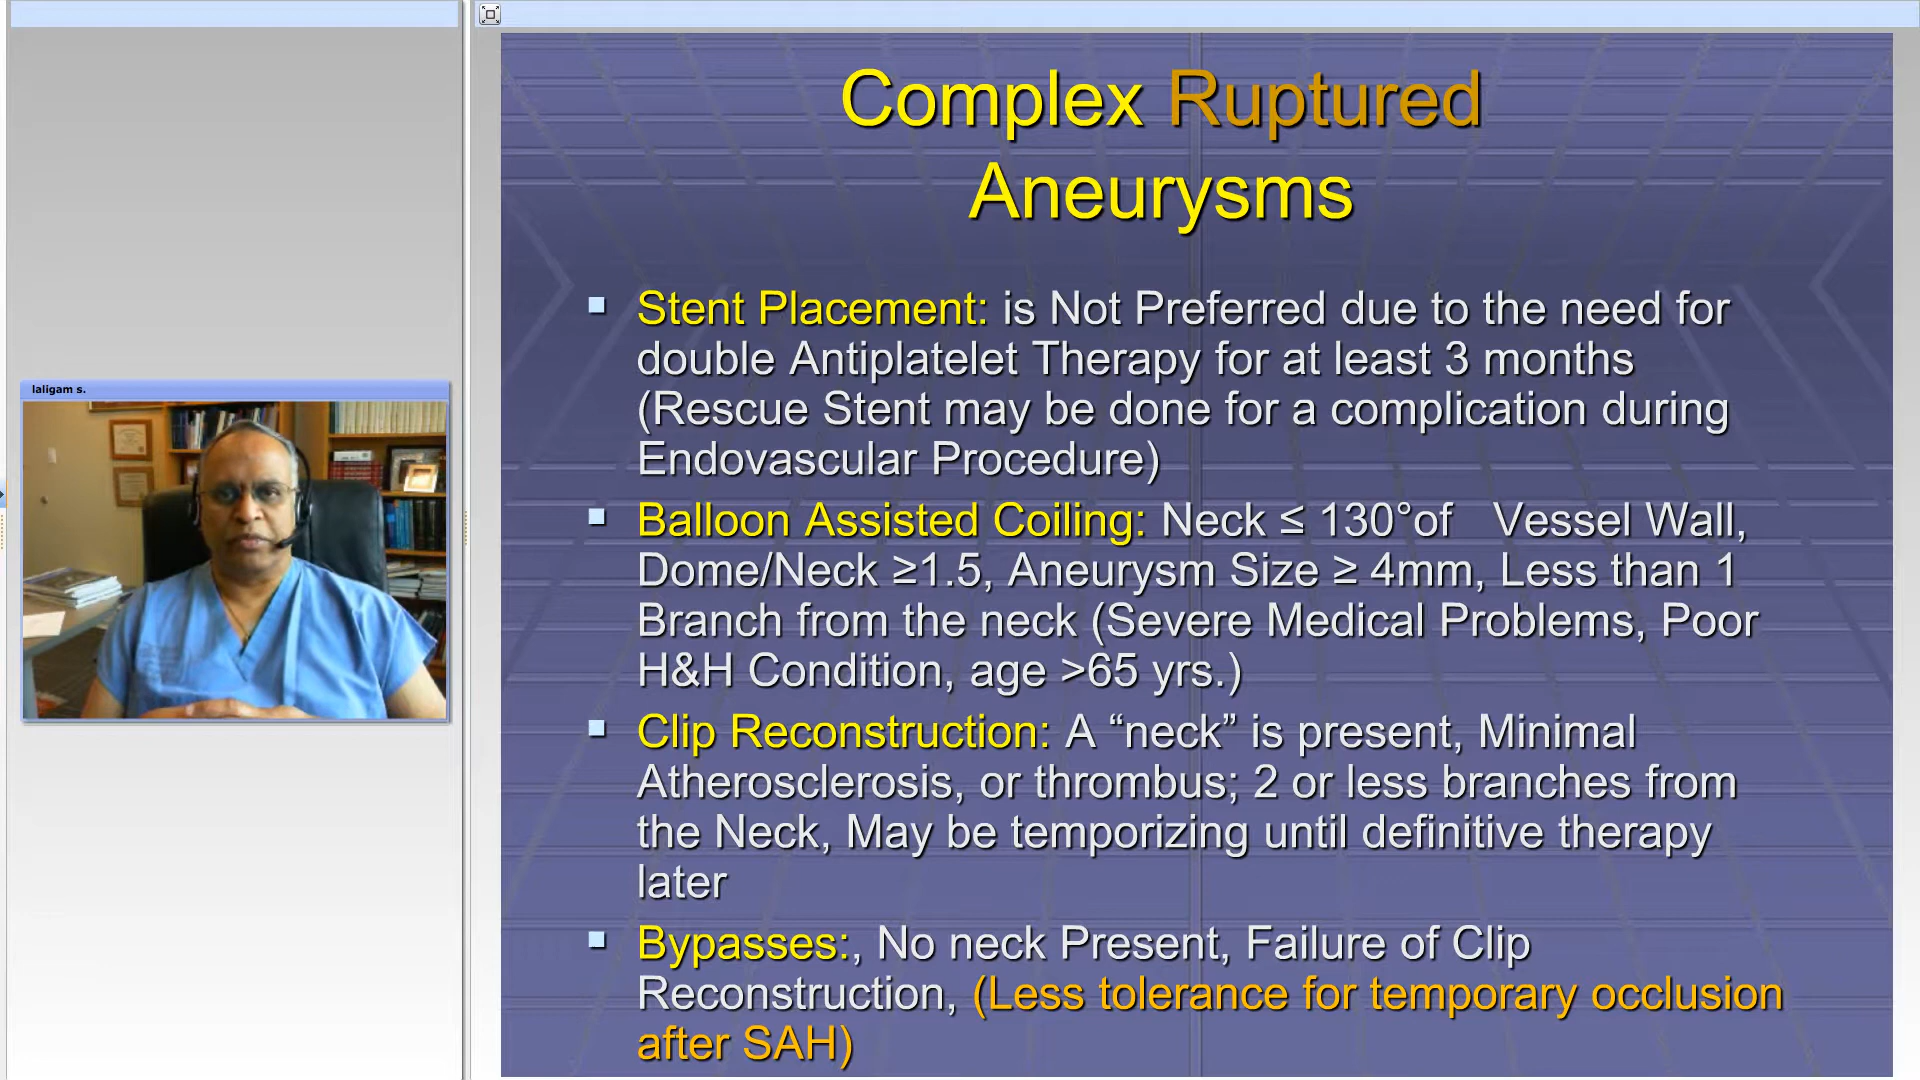 laligam s.
Complex Ruptured
Aneurysms
▪ Stent Placement: is Not Preferred due to the need for
double Antiplatelet Therapy for at least 3 months
(Rescue Stent may be done for a complication during
Endovascular Procedure)
▪ Balloon Assisted Coiling: Neck ≤ 130°of   Vessel Wall,
Dome/Neck ≥1.5, Aneurysm Size ≥ 4mm, Less than 1
Branch from the neck (Severe Medical Problems, Poor
H&H Condition, age >65 yrs.)
▪ Clip Reconstruction: A “neck” is present, Minimal
Atherosclerosis, or thrombus; 2 or less branches from
the Neck, May be temporizing until definitive therapy
later
▪ Bypasses:, No neck Present, Failure of Clip
Reconstruction, (Less tolerance for temporary occlusion
after SAH)